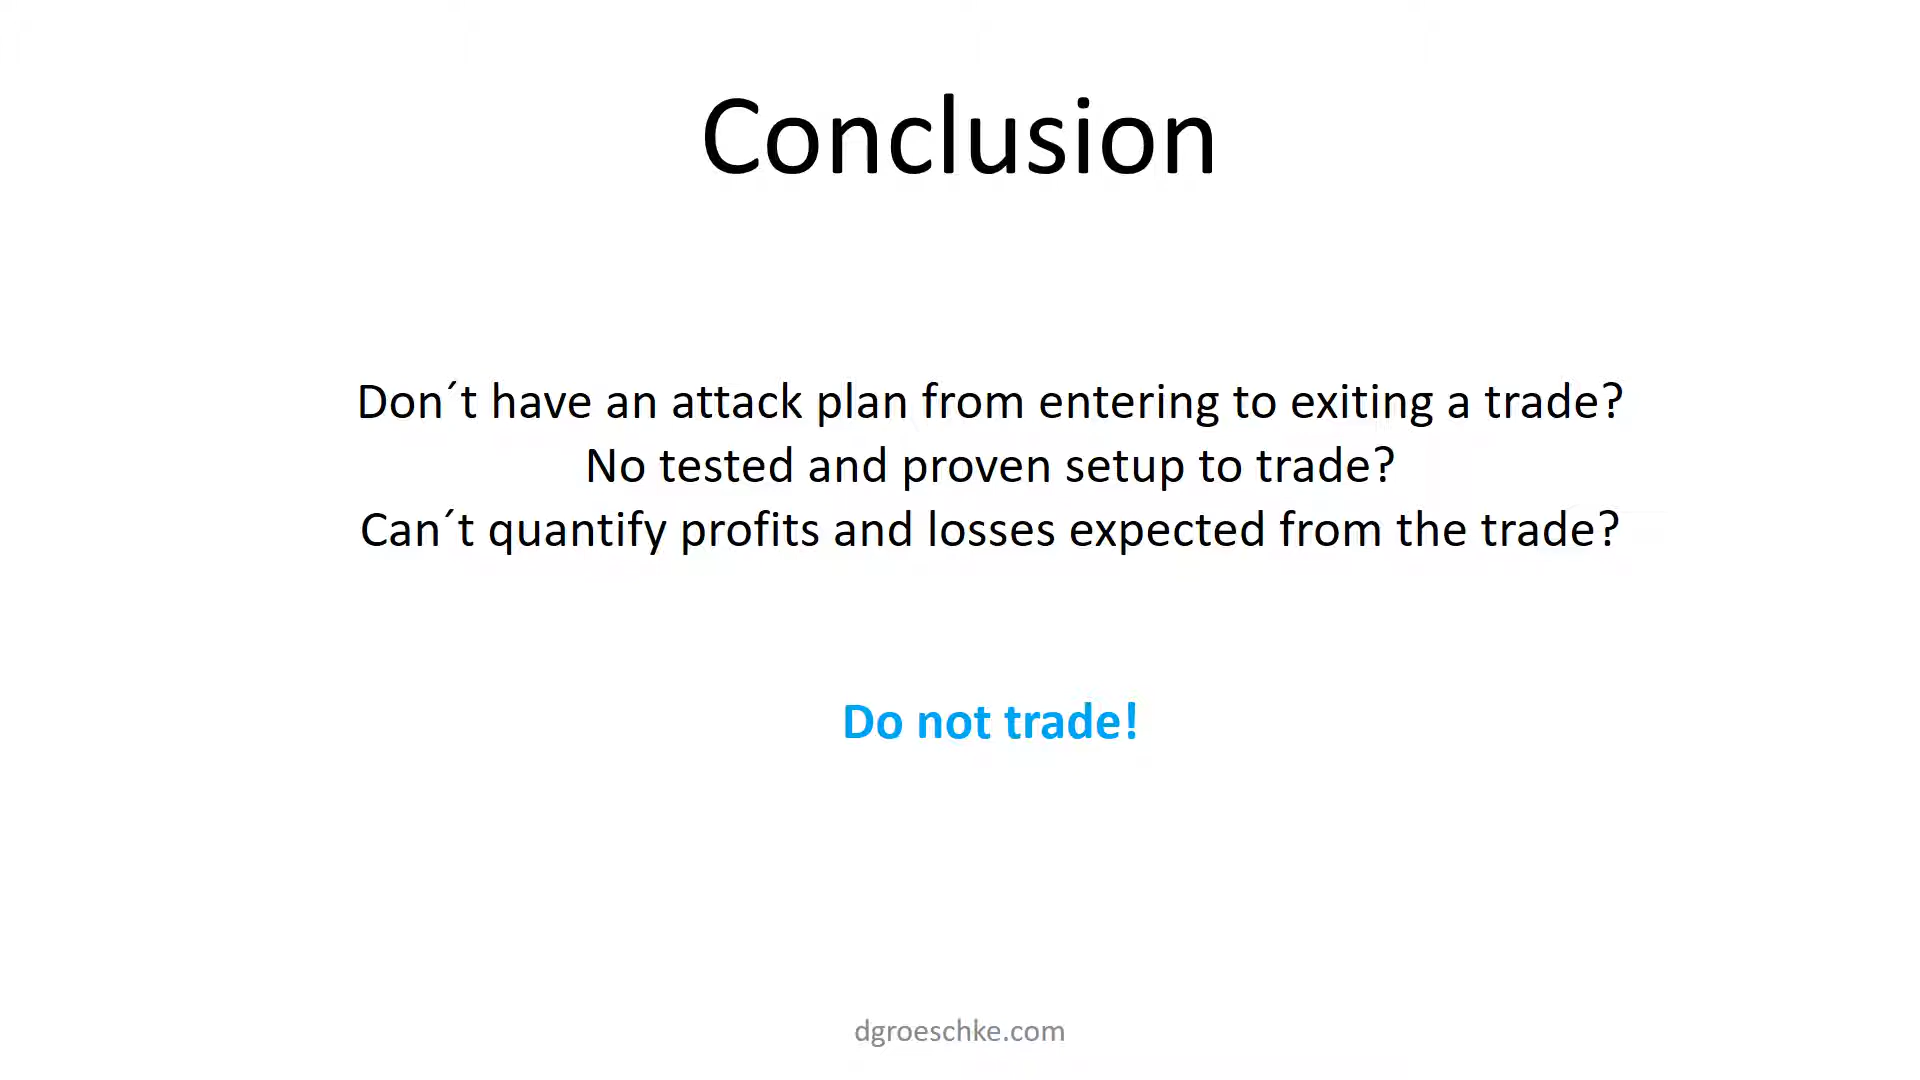 Conclusion
Don´t have an attack plan from entering to exiting a trade?
No tested and proven setup to trade?
Can´t quantify profits and losses expected from the trade?
Do not trade!
dgroeschke.com